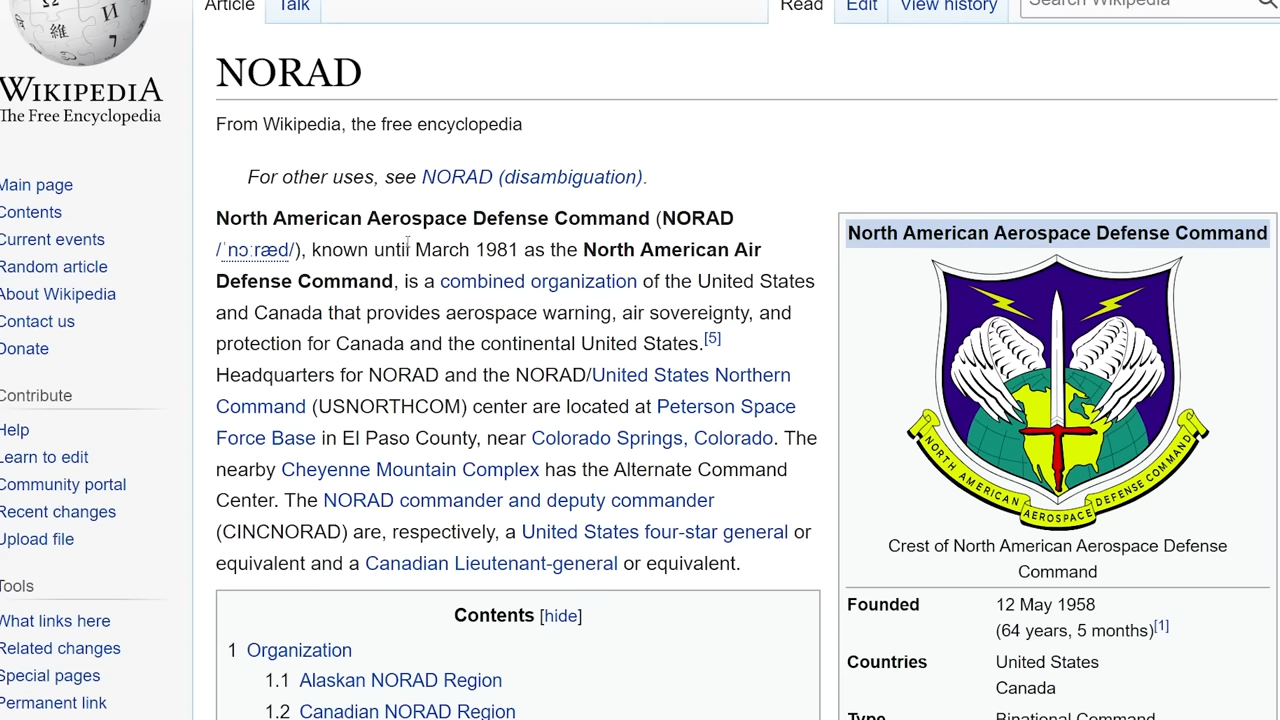 Article Talk Read Edit View history Search Wikipedia
WIKIPEDIA
The Free Encyclopedia
Main page
Contents
Current events
Random article
About Wikipedia
Contact us
Donate
Contribute
Help
Learn to edit
Community portal
Recent changes
Upload file
Tools
What links here
Related changes
Special pages
Permanent link
NORAD
From Wikipedia, the free encyclopedia
For other uses, see NORAD (disambiguation).
North American Aerospace Defense Command (NORAD
/ˈnɔːræd/), known until March 1981 as the North American Air
Defense Command, is a combined organization of the United States
and Canada that provides aerospace warning, air sovereignty, and
protection for Canada and the continental United States.[5]
Headquarters for NORAD and the NORAD/United States Northern
Command (USNORTHCOM) center are located at Peterson Space
Force Base in El Paso County, near Colorado Springs, Colorado. The
nearby Cheyenne Mountain Complex has the Alternate Command
Center. The NORAD commander and deputy commander
(CINCNORAD) are, respectively, a United States four-star general or
equivalent and a Canadian Lieutenant-general or equivalent.
Contents [hide]
1 Organization
1.1 Alaskan NORAD Region
1.2 Canadian NORAD Region
North American Aerospace Defense Command
NORTH AMERICAN AEROSPACE DEFENSE COMMAND
Crest of North American Aerospace Defense
Command
Founded 12 May 1958
(64 years, 5 months)[1]
Countries United States
Canada
Type Binational Command